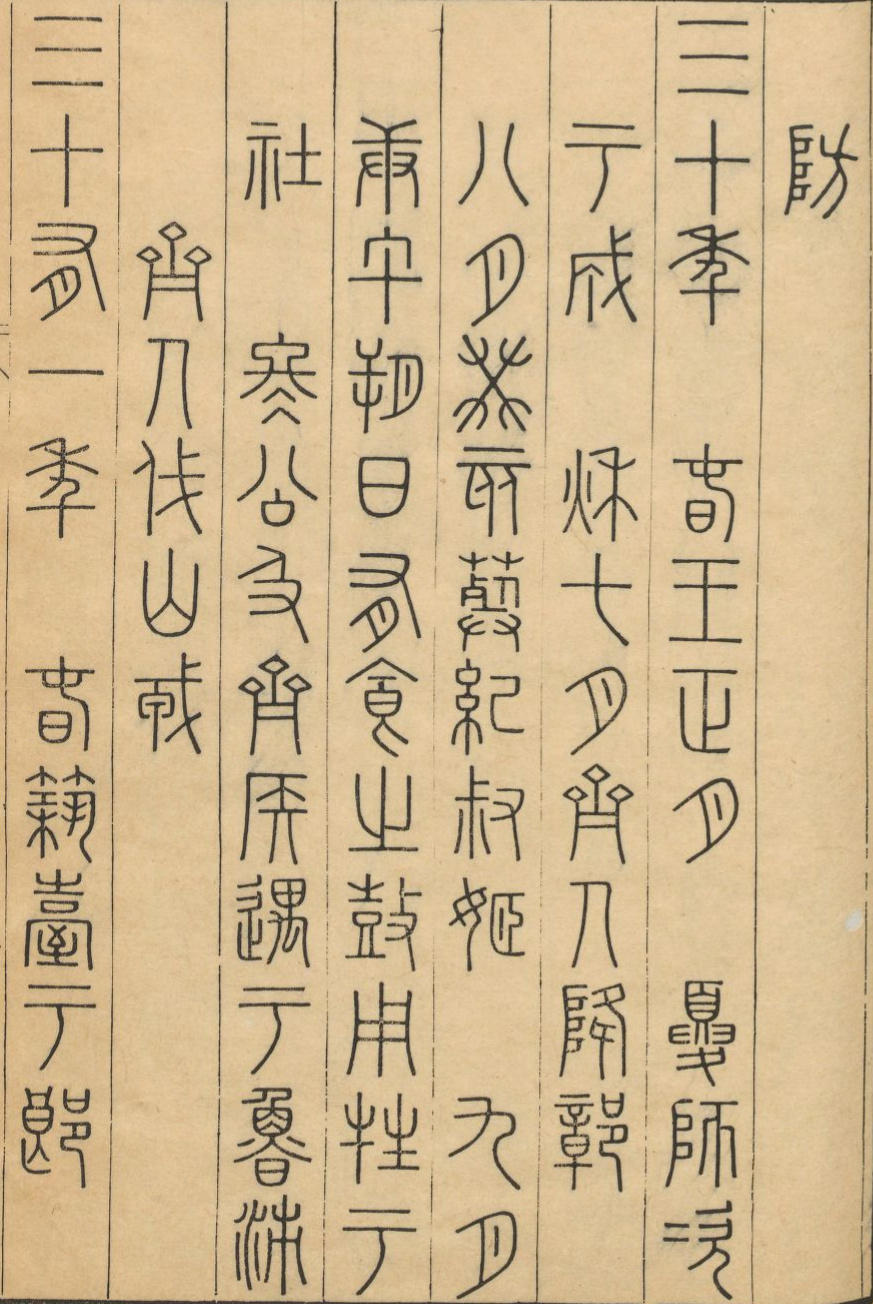 防
三十年　春王正月　夏師次
于成　秋七月齊人降鄣
八月癸亥葬紀叔姬　九月
庚午朔日有食之鼓用牲于
社　冬公及齊侯遇于魯泲
齊人伐山戎
三十有一年　春築臺于郎